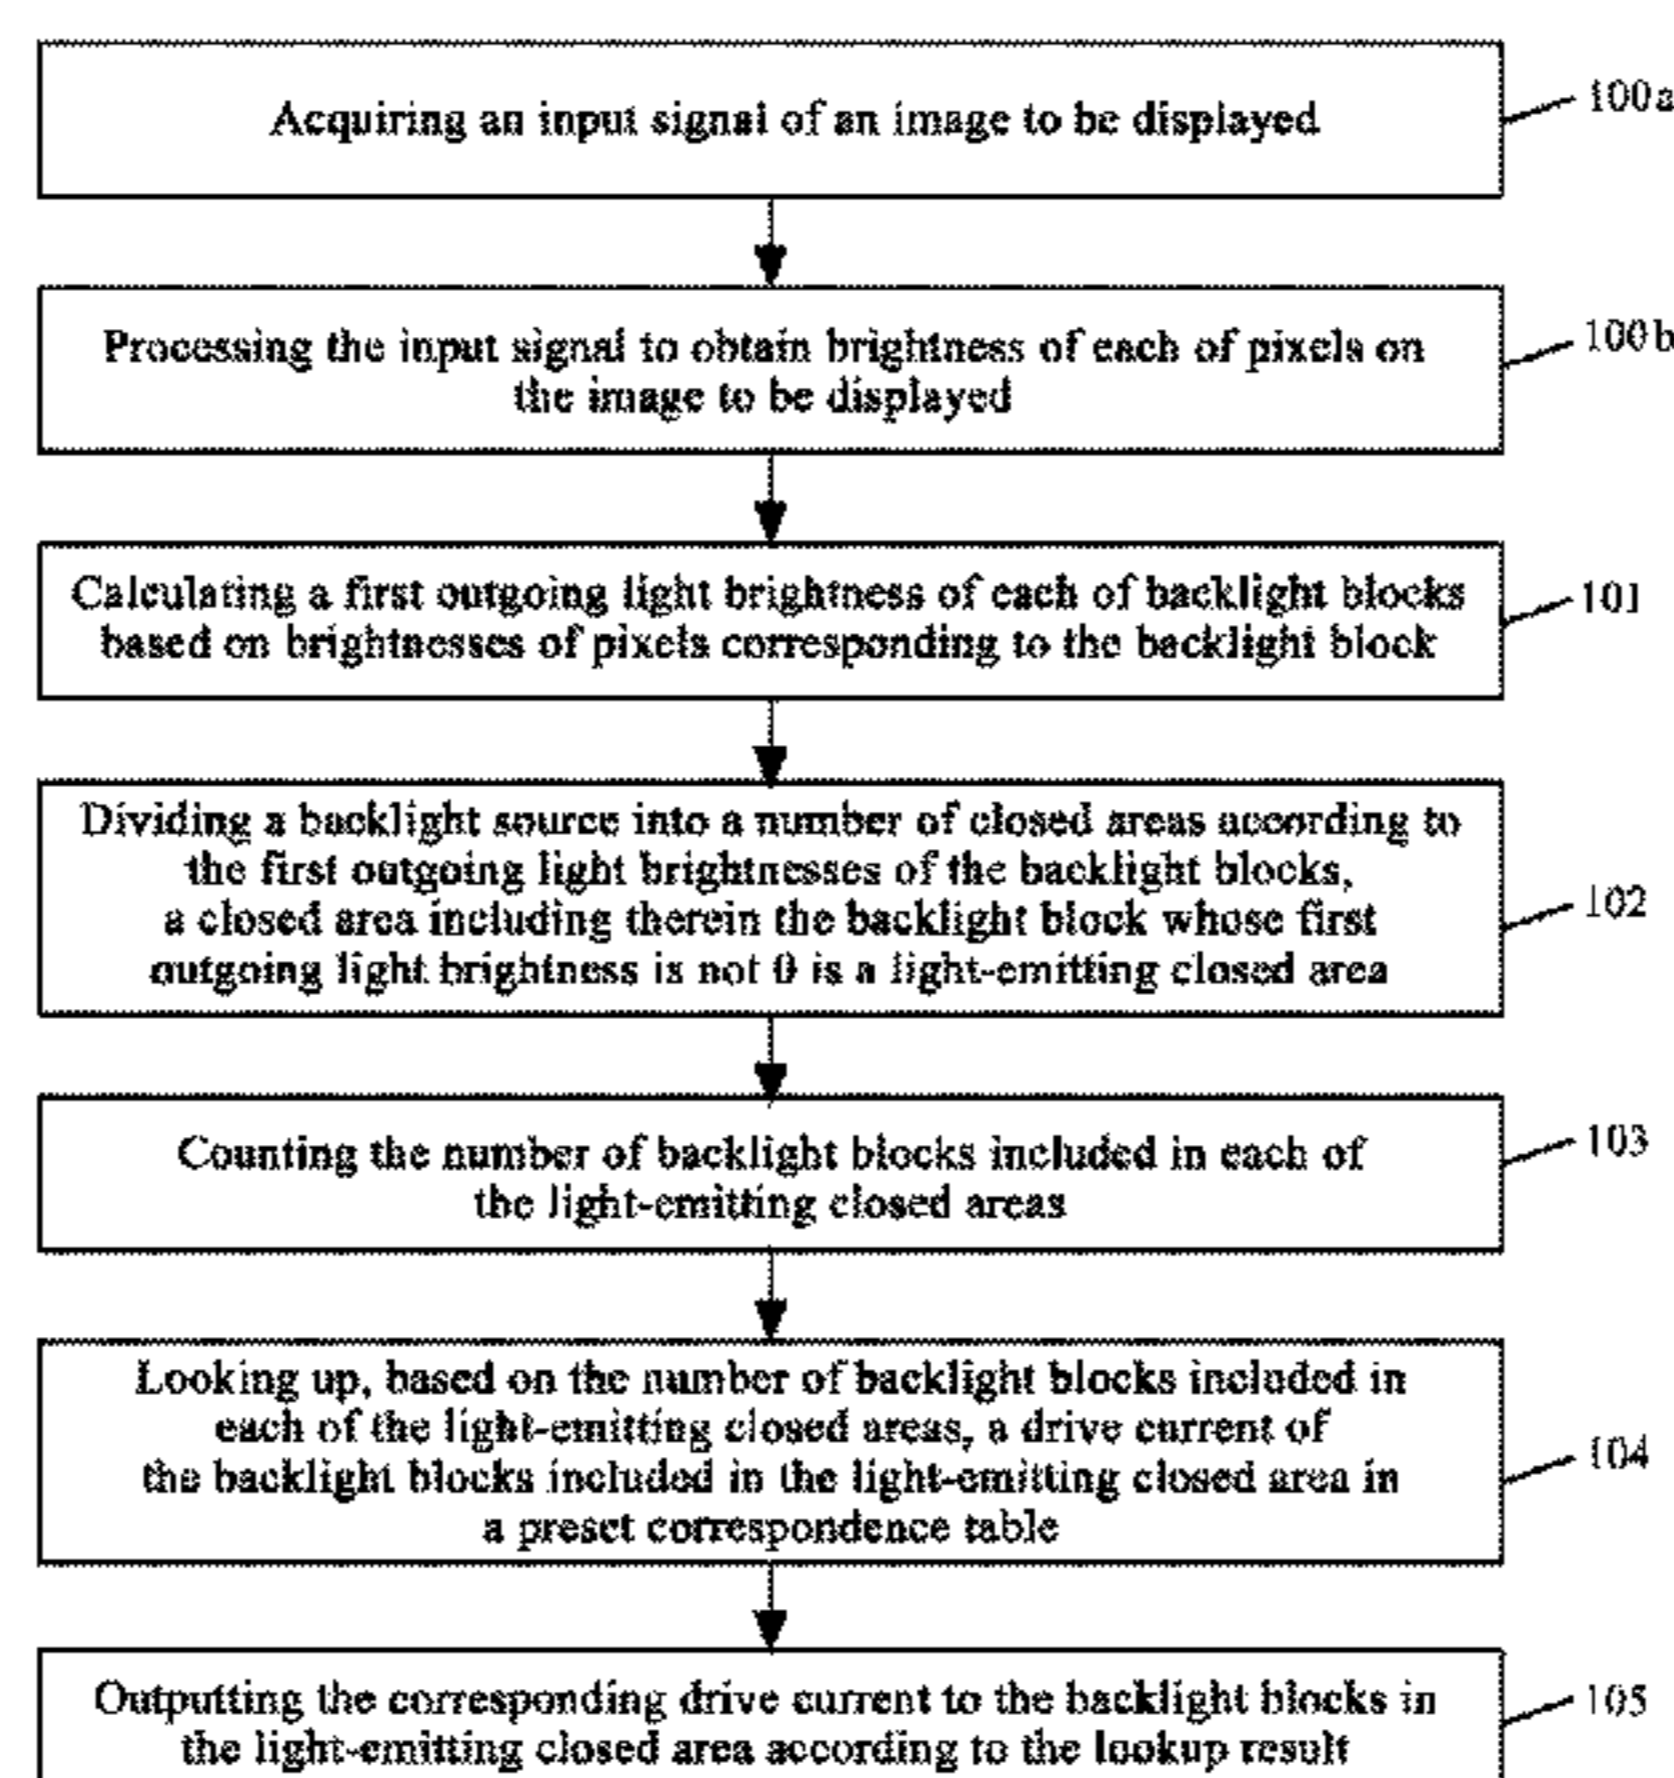 Acquiring an input signal of an image to be displayed
100a
Processing the input signal to obtain brightness of each of pixels on
the image to be displayed
100b
Calculating a first outgoing light brightness of each of backlight blocks
based on brightnesses of pixels corresponding to the backlight block
101
Dividing a backlight source into a number of closed areas according to
the first outgoing light brightnesses of the backlight blocks,
a closed area including therein the backlight block whose first
outgoing light brightness is not 0 is a light-emitting closed area
102
Counting the number of backlight blocks included in each of
the light-emitting closed areas
103
Looking up, based on the number of backlight blocks included in
each of the light-emitting closed areas, a drive current of
the backlight blocks included in the light-emitting closed area in
a preset correspondence table
104
Outputting the corresponding drive current to the backlight blocks in
the light-emitting closed area according to the lookup result
105